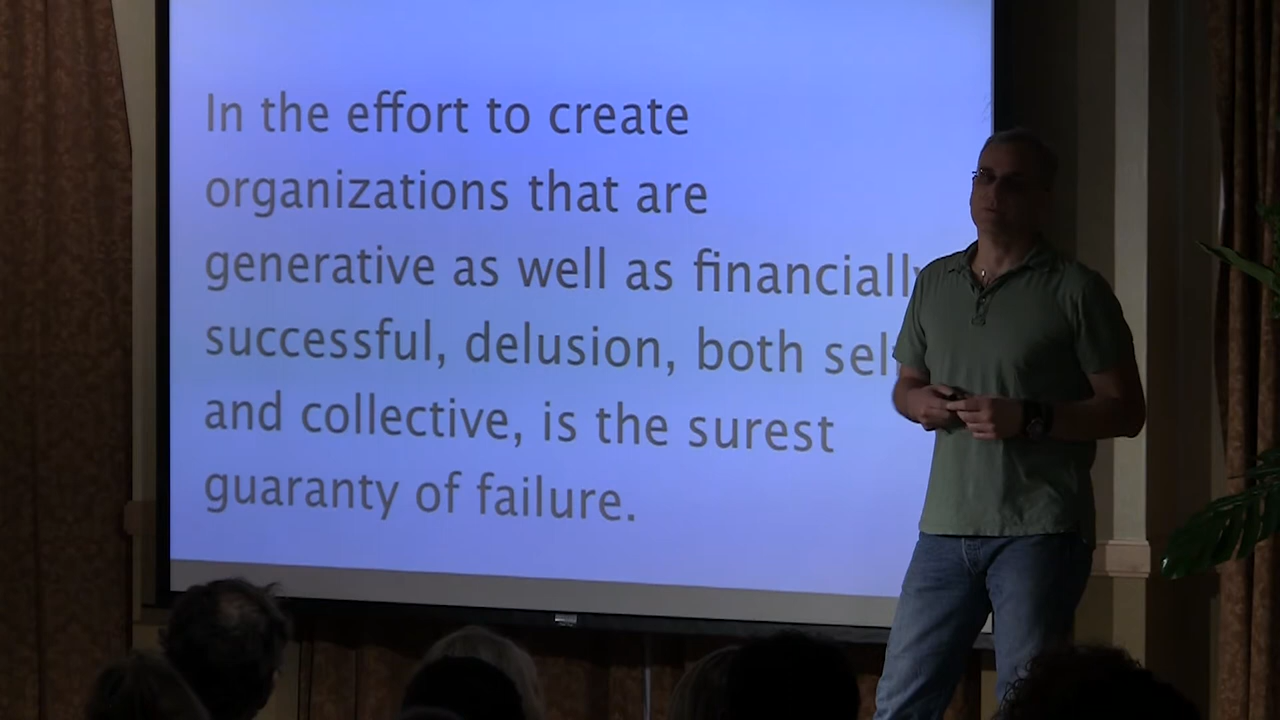 In the effort to create
organizations that are
generative as well as financially
successful, delusion, both self
and collective, is the surest
guaranty of failure.